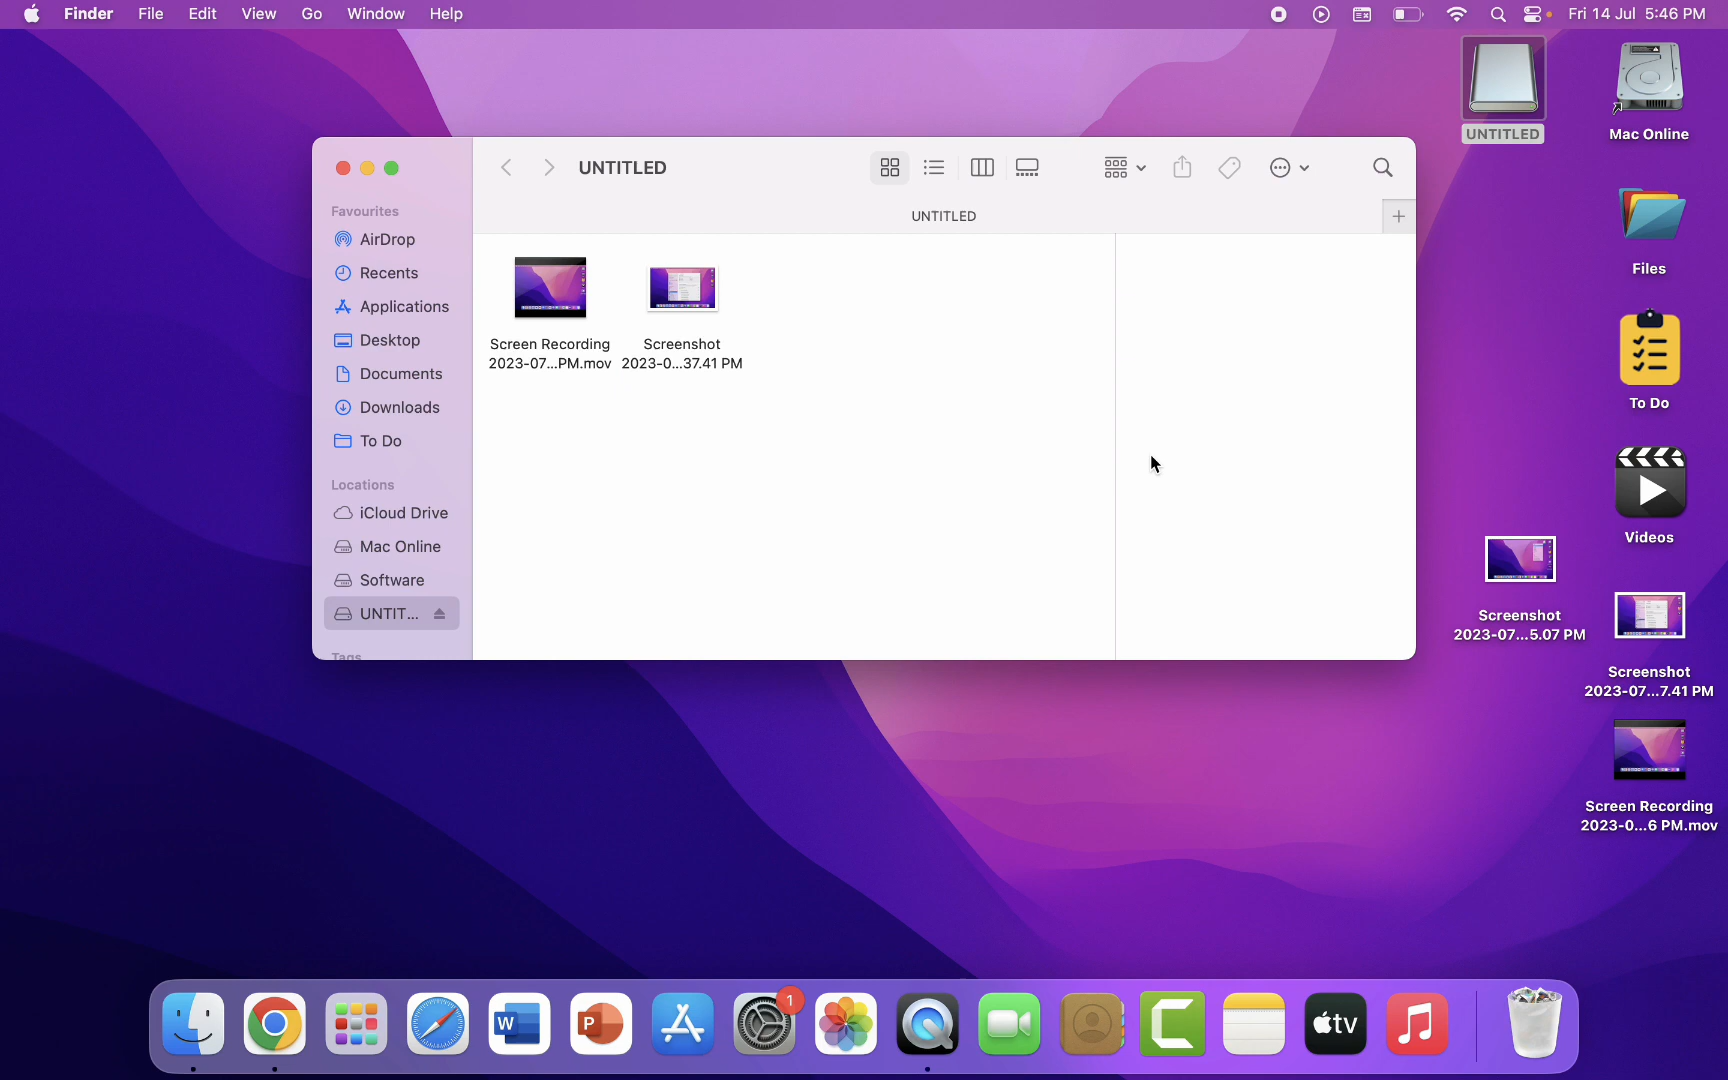 Finder File Edit View Go Window Help Fri 14 Jul 5:46 PM
UNTITLED
Mac Online
Files
To Do
Videos
Screenshot
2023-07...5.07 PM
Screenshot
2023-07...7.41 PM
Screen Recording
2023-0...6 PM.mov
UNTITLED
UNTITLED
Favourites
AirDrop
Recents
Applications
Desktop
Documents
Downloads
To Do
Locations
iCloud Drive
Mac Online
Software
UNTIT...
Tags
Screen Recording
2023-07...PM.mov
Screenshot
2023-0...37.41 PM
W
P
1
tv